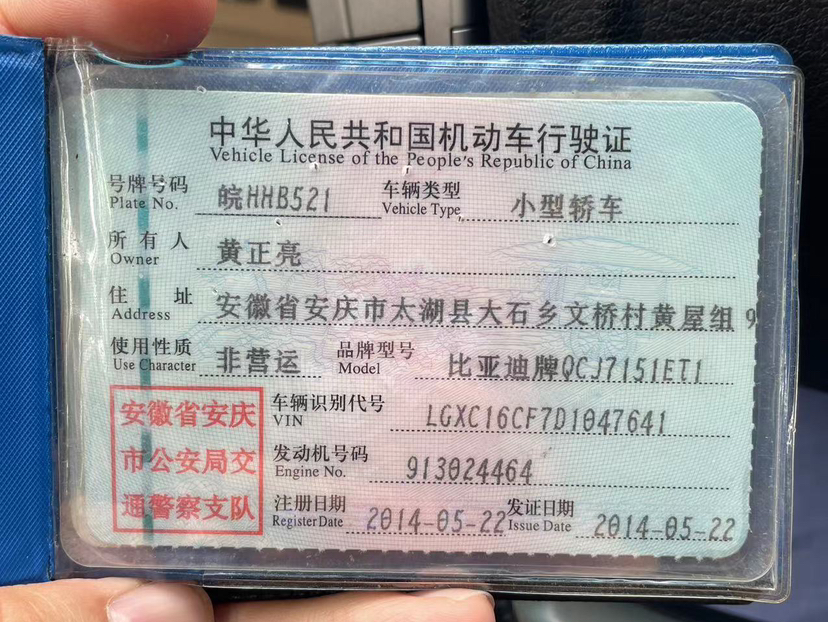 中华人民共和国机动车行驶证
Vehicle License of the People's Republic of China
号牌号码 皖HHB521 车辆类型 小型轿车
Plate No. Vehicle Type
所有人 黄正亮
Owner
住址 安徽省安庆市太湖县大石乡文桥村黄屋组 9
Address
使用性质 非营运 品牌型号 比亚迪牌QCJ7151ET1
Use Character Model
安徽省安庆
市公安局交
通警察支队
车辆识别代号 LGXC16CF7D1047641
VIN
发动机号码 913024464
Engine No.
注册日期 2014-05-22 发证日期 2014-05-22
Register Date Issue Date